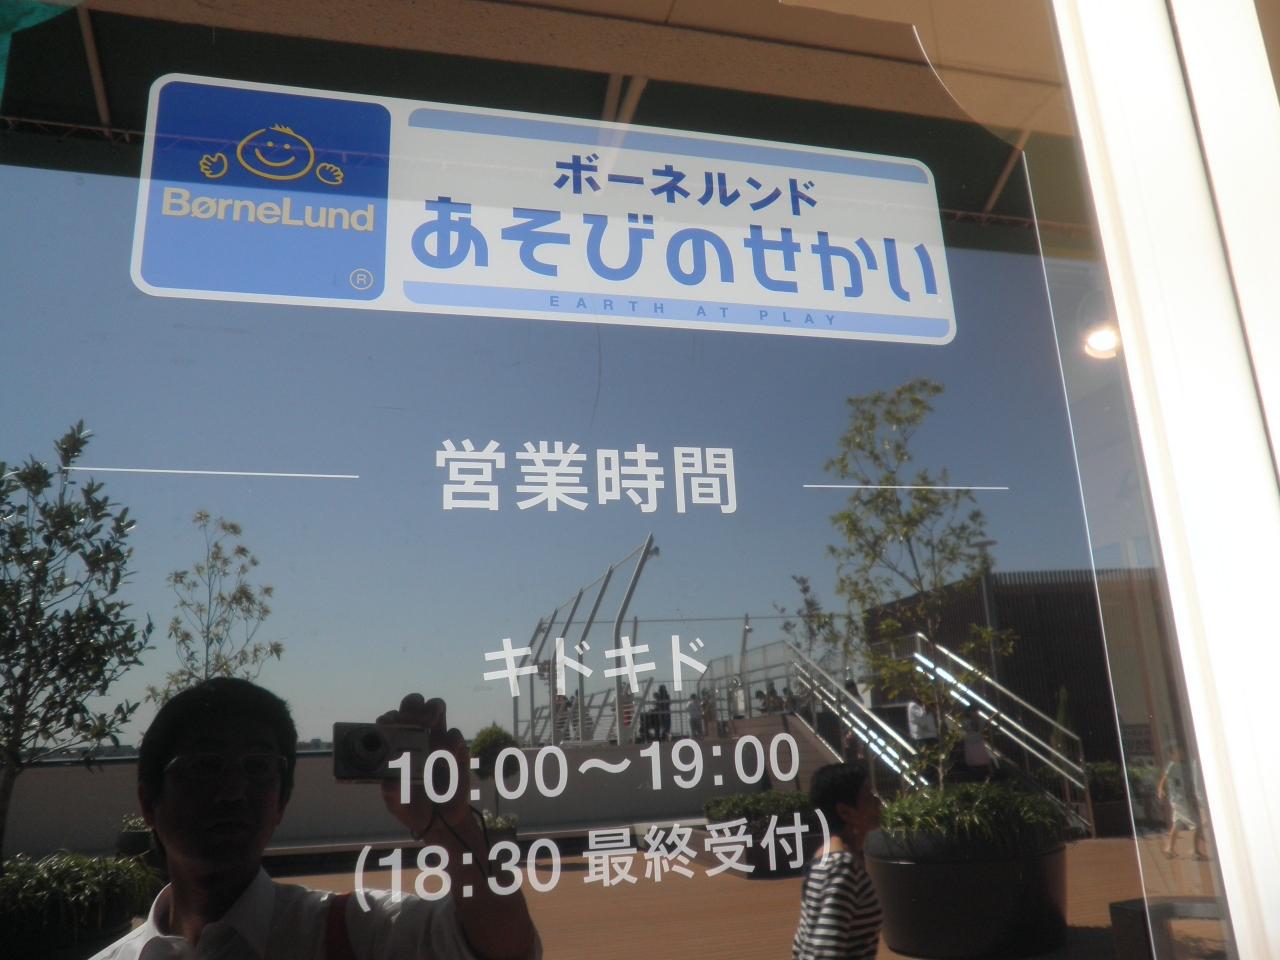 BørneLund
®
ボーネルンド
あそびのせかい
EARTH AT PLAY
営業時間
キドキド
10:00～19:00
(18:30 最終受付)